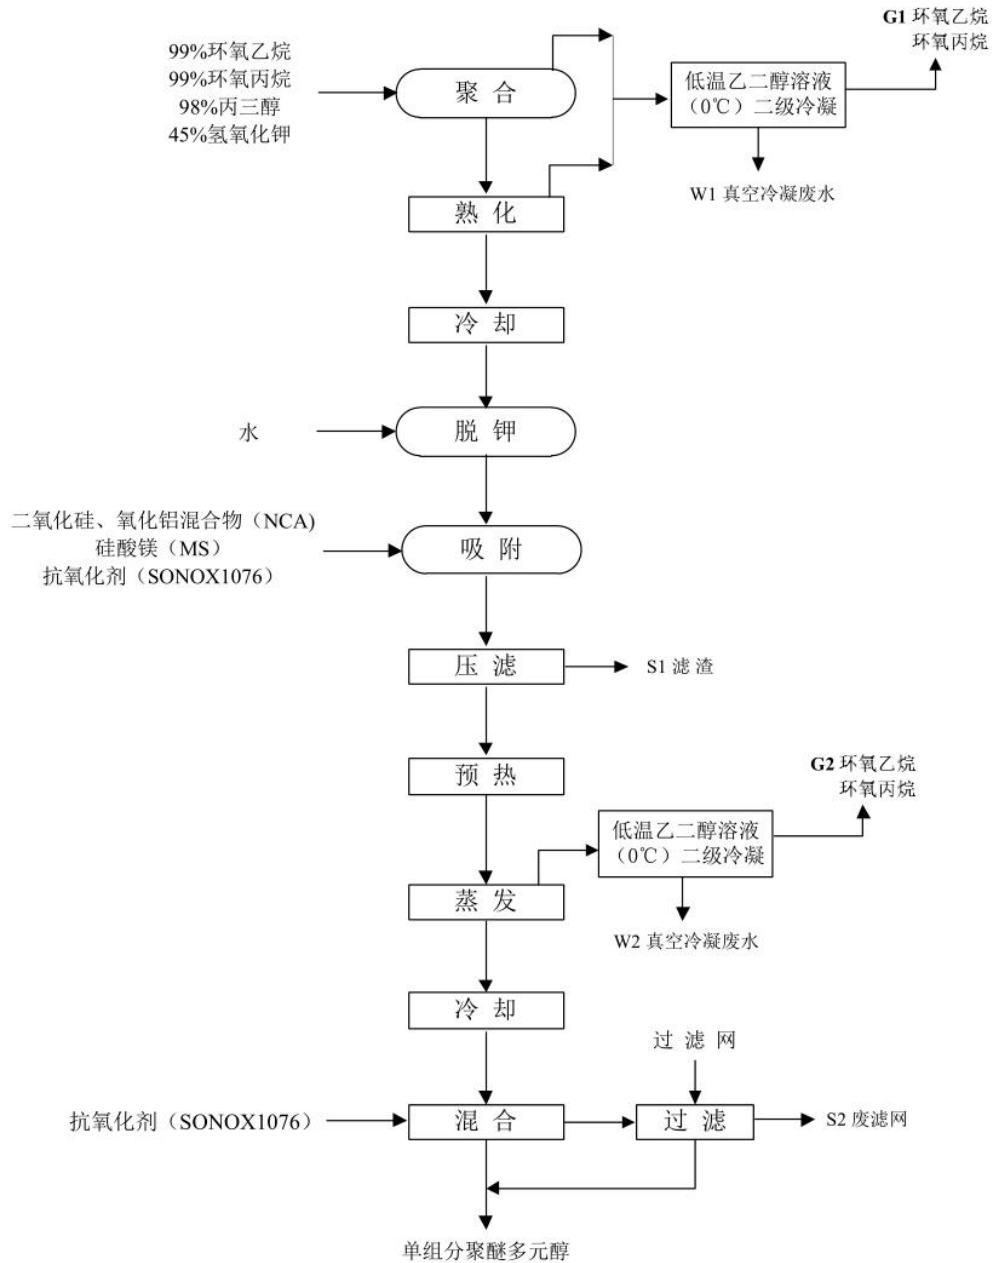 G1 环氧乙烷
环氧丙烷
99%环氧乙烷
99%环氧丙烷
98%丙三醇
45%氢氧化钾
聚 合
低温乙二醇溶液
（0℃）二级冷凝
W1 真空冷凝废水
熟 化
冷 却
水
脱 钾
二氧化硅、氧化铝混合物（NCA)
硅酸镁（MS）
抗氧化剂（SONOX1076）
吸 附
压 滤
S1 滤 渣
预 热
G2 环氧乙烷
环氧丙烷
低温乙二醇溶液
（0℃）二级冷凝
蒸 发
W2 真空冷凝废水
冷 却
过 滤 网
抗氧化剂（SONOX1076）
混 合
过 滤
S2 废滤网
单组分聚醚多元醇